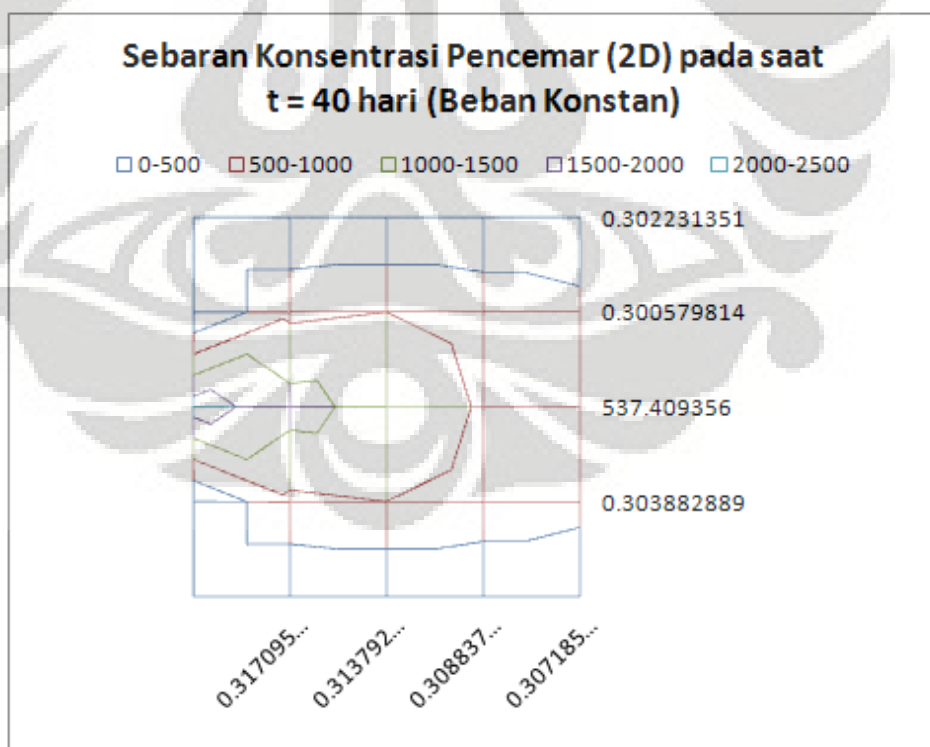 Sebaran Konsentrasi Pencemar (2D) pada saat
t = 40 hari (Beban Konstan)
0-500 500-1000 1000-1500 1500-2000 2000-2500
0.302231351
0.300579814
537.409356
0.303882889
0.317095...
0.313792...
0.308837...
0.307185...